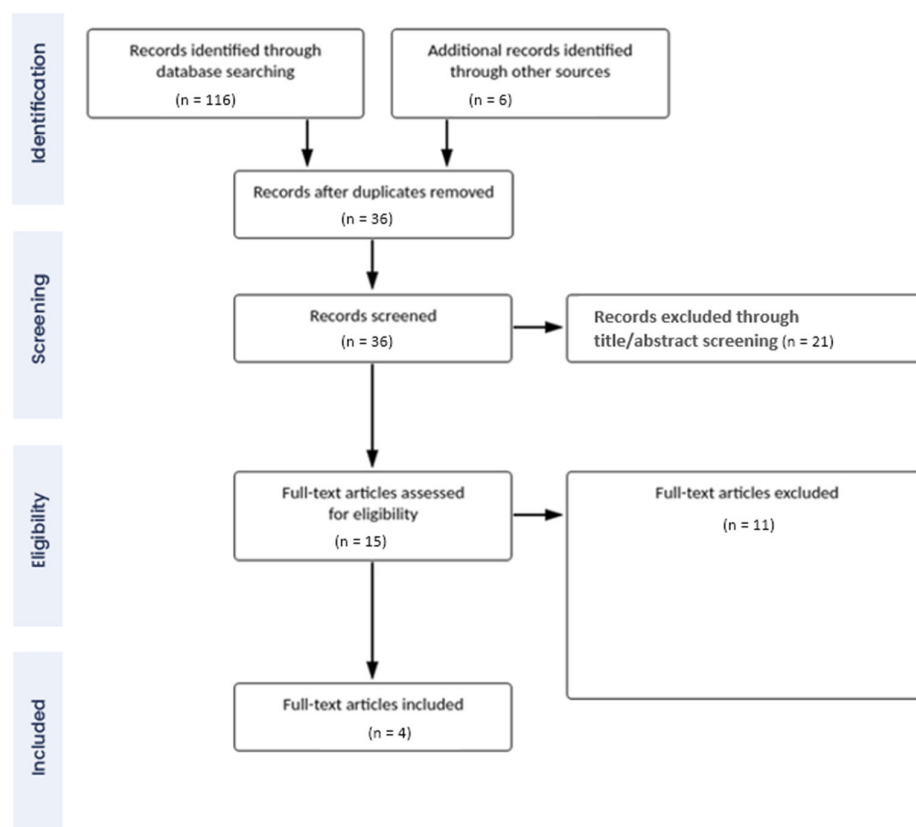 Identification
Records identified through
database searching
(n = 116)
Additional records identified
through other sources
(n = 6)
Records after duplicates removed
(n = 36)
Screening
Records screened
(n = 36)
Records excluded through
title/abstract screening (n = 21)
Eligibility
Full-text articles assessed
for eligibility
(n = 15)
Full-text articles excluded
(n = 11)
Included
Full-text articles included
(n = 4)